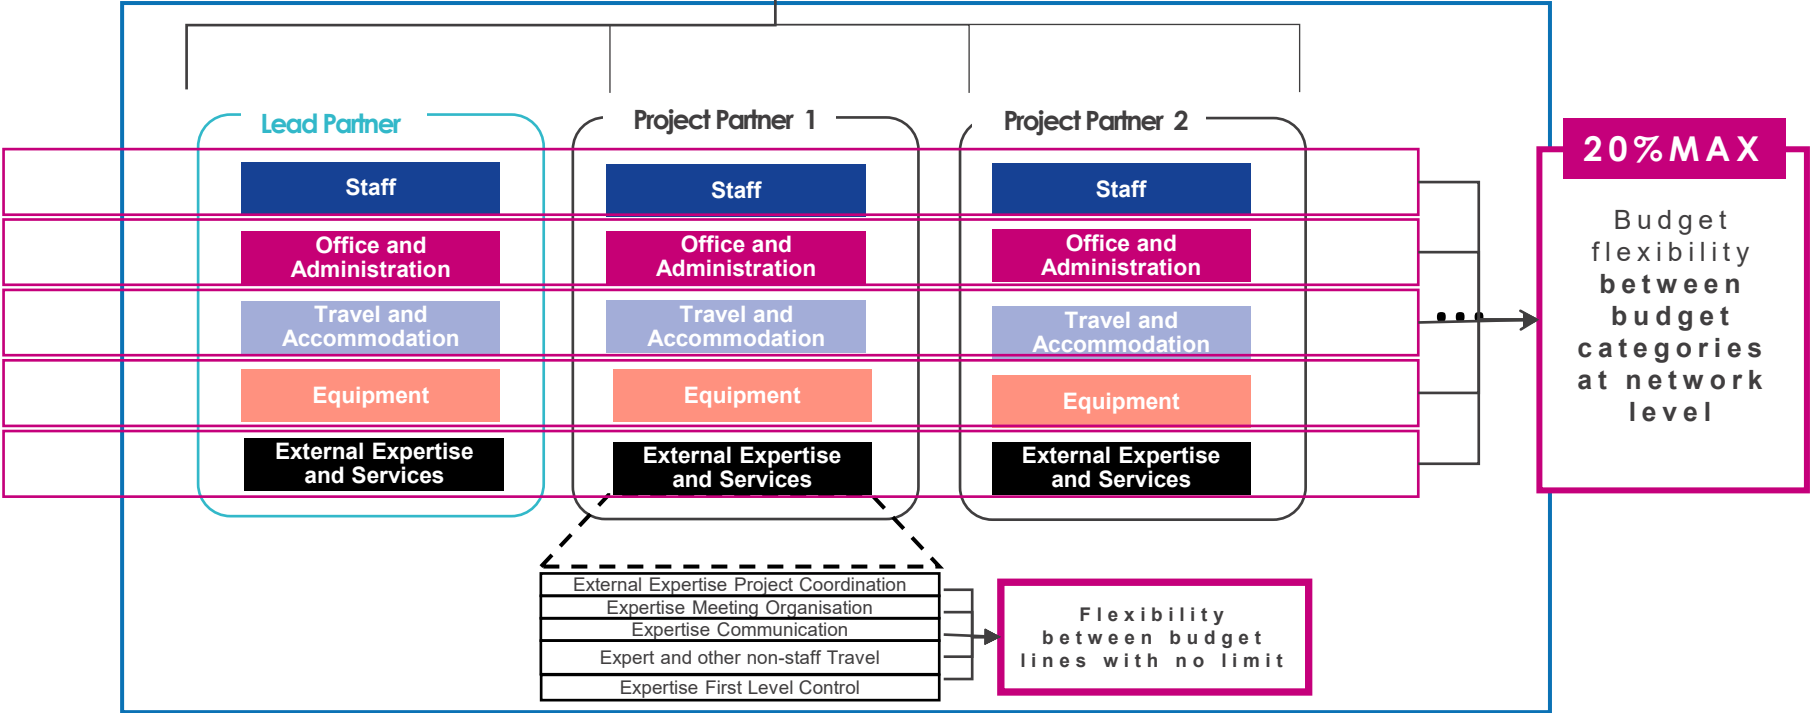 Lead Partner
Project Partner 1
Project Partner 2
Staff
Office and
Administration
Travel and
Accommodation
Equipment
External Expertise
and Services
Staff
Office and
Administration
Travel and
Accommodation
Equipment
External Expertise
and Services
Staff
Office and
Administration
Travel and
Accommodation
Equipment
External Expertise
and Services
...
20%MAX
Budget
flexibility
between
budget
categories
at network
level
External Expertise Project Coordination
Expertise Meeting Organisation
Expertise Communication
Expert and other non-staff Travel
Expertise First Level Control
Flexibility
between budget
lines with no limit